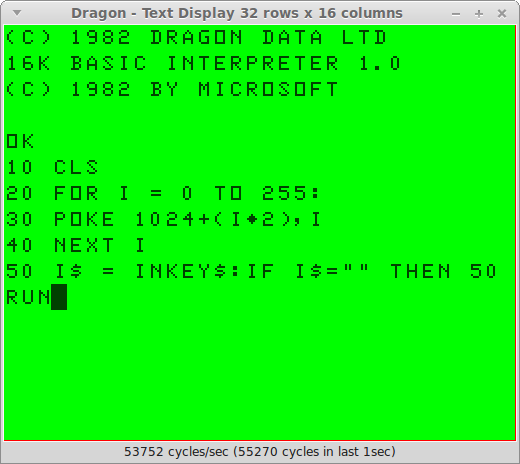 Dragon - Text Display 32 rows x 16 columns
(C) 1982 DRAGON DATA LTD
16K BASIC INTERPRETER 1.0
(C) 1982 BY MICROSOFT
OK
10 CLS
20 FOR I = 0 TO 255:
30 POKE 1024+(I*2),I
40 NEXT I
50 I$ = INKEY$:IF I$="" THEN 50
RUN
53752 cycles/sec (55270 cycles in last 1sec)